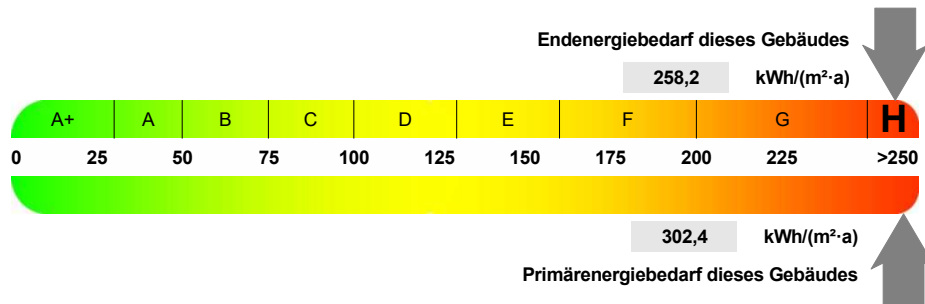 Endenergiebedarf dieses Gebäudes
258,2 kWh/(m²·a)
A+ A B C D E F G H
0 25 50 75 100 125 150 175 200 225 >250
302,4 kWh/(m²·a)
Primärenergiebedarf dieses Gebäudes